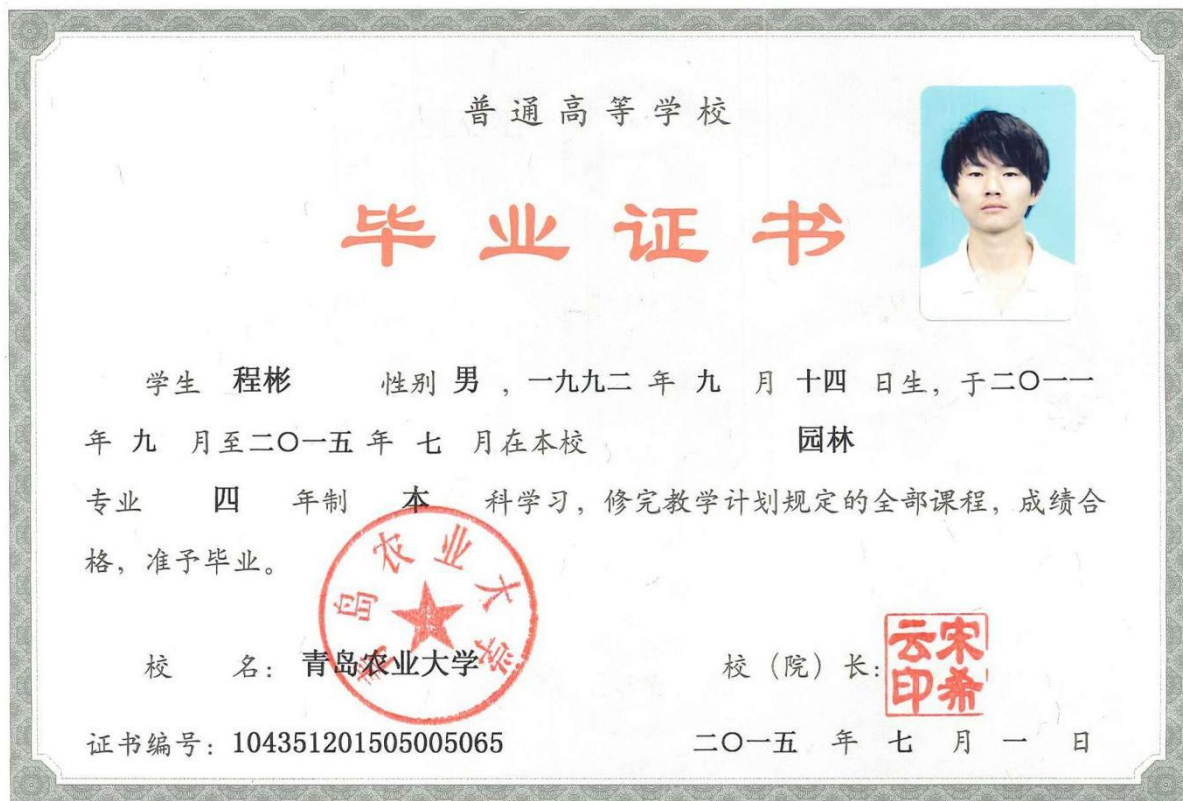 普通高等学校
毕业证书
学生 程彬 性别 男 ，一九九二 年 九 月 十四 日生，于二〇一一
年 九 月至二〇一五 年 七 月在本校 园林
专业 四 年制 本 科学习，修完教学计划规定的全部课程，成绩合
格，准予毕业。
青岛农业大学
校 名：青岛农业大学 校（院）长：
宋希云印
证书编号：104351201505005065 二〇一五 年 七 月 一 日